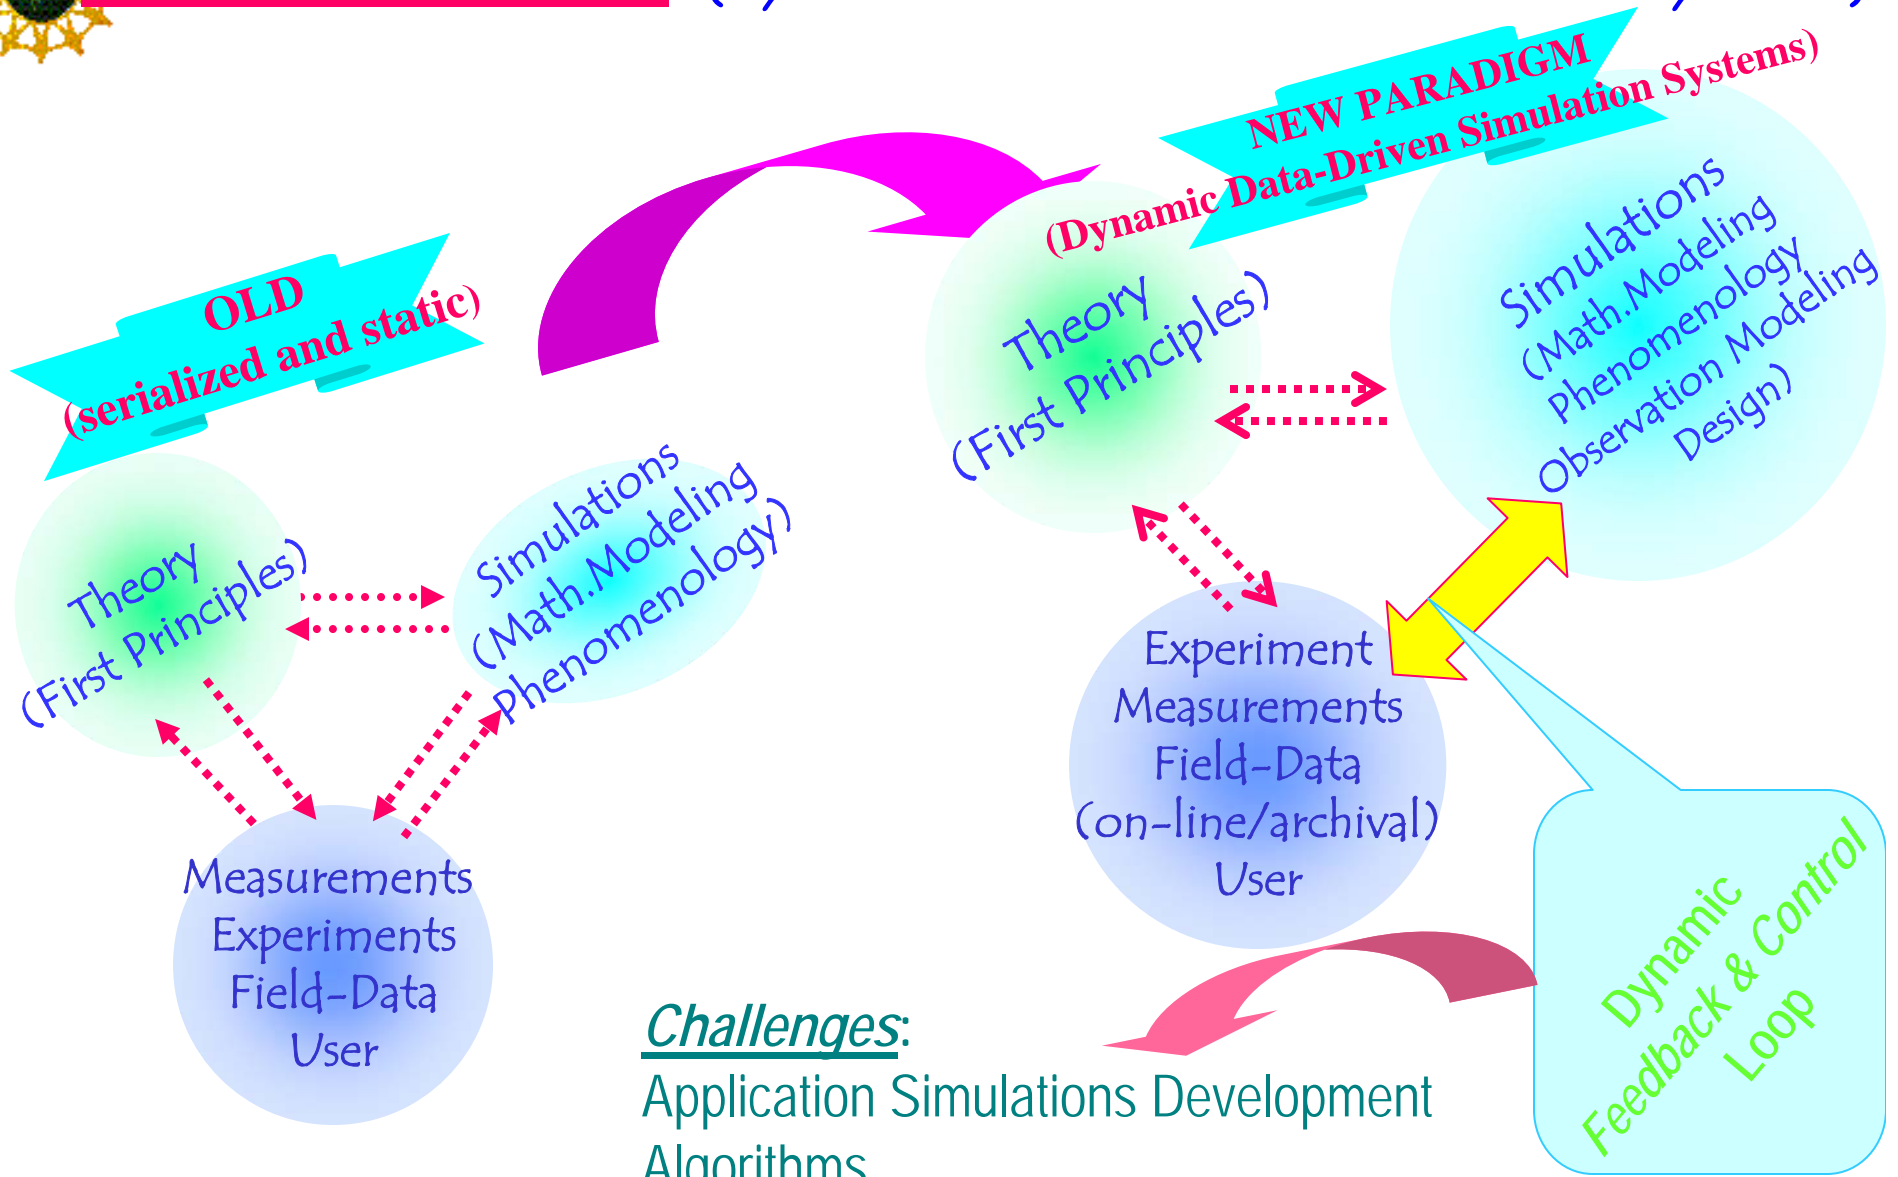 OLD
(serialized and static)
Theory
(First Principles)
Simulations
(Math.Modeling
Phenomenology)
Measurements
Experiments
Field-Data
User
NEW PARADIGM
(Dynamic Data-Driven Simulation Systems)
Theory
(First Principles)
Simulations
(Math.Modeling
Phenomenology
Observation Modeling
Design)
Experiment
Measurements
Field-Data
(on-line/archival)
User
Dynamic
Feedback & Control
Loop
Challenges:
Application Simulations Development
Algorithms